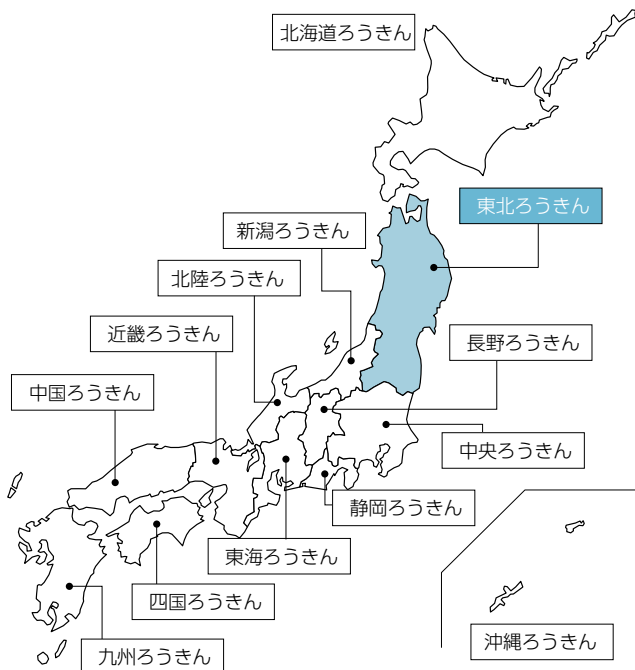 北海道ろうきん
東北ろうきん
新潟ろうきん
北陸ろうきん
近畿ろうきん
長野ろうきん
中国ろうきん
中央ろうきん
静岡ろうきん
東海ろうきん
四国ろうきん
九州ろうきん
沖縄ろうきん